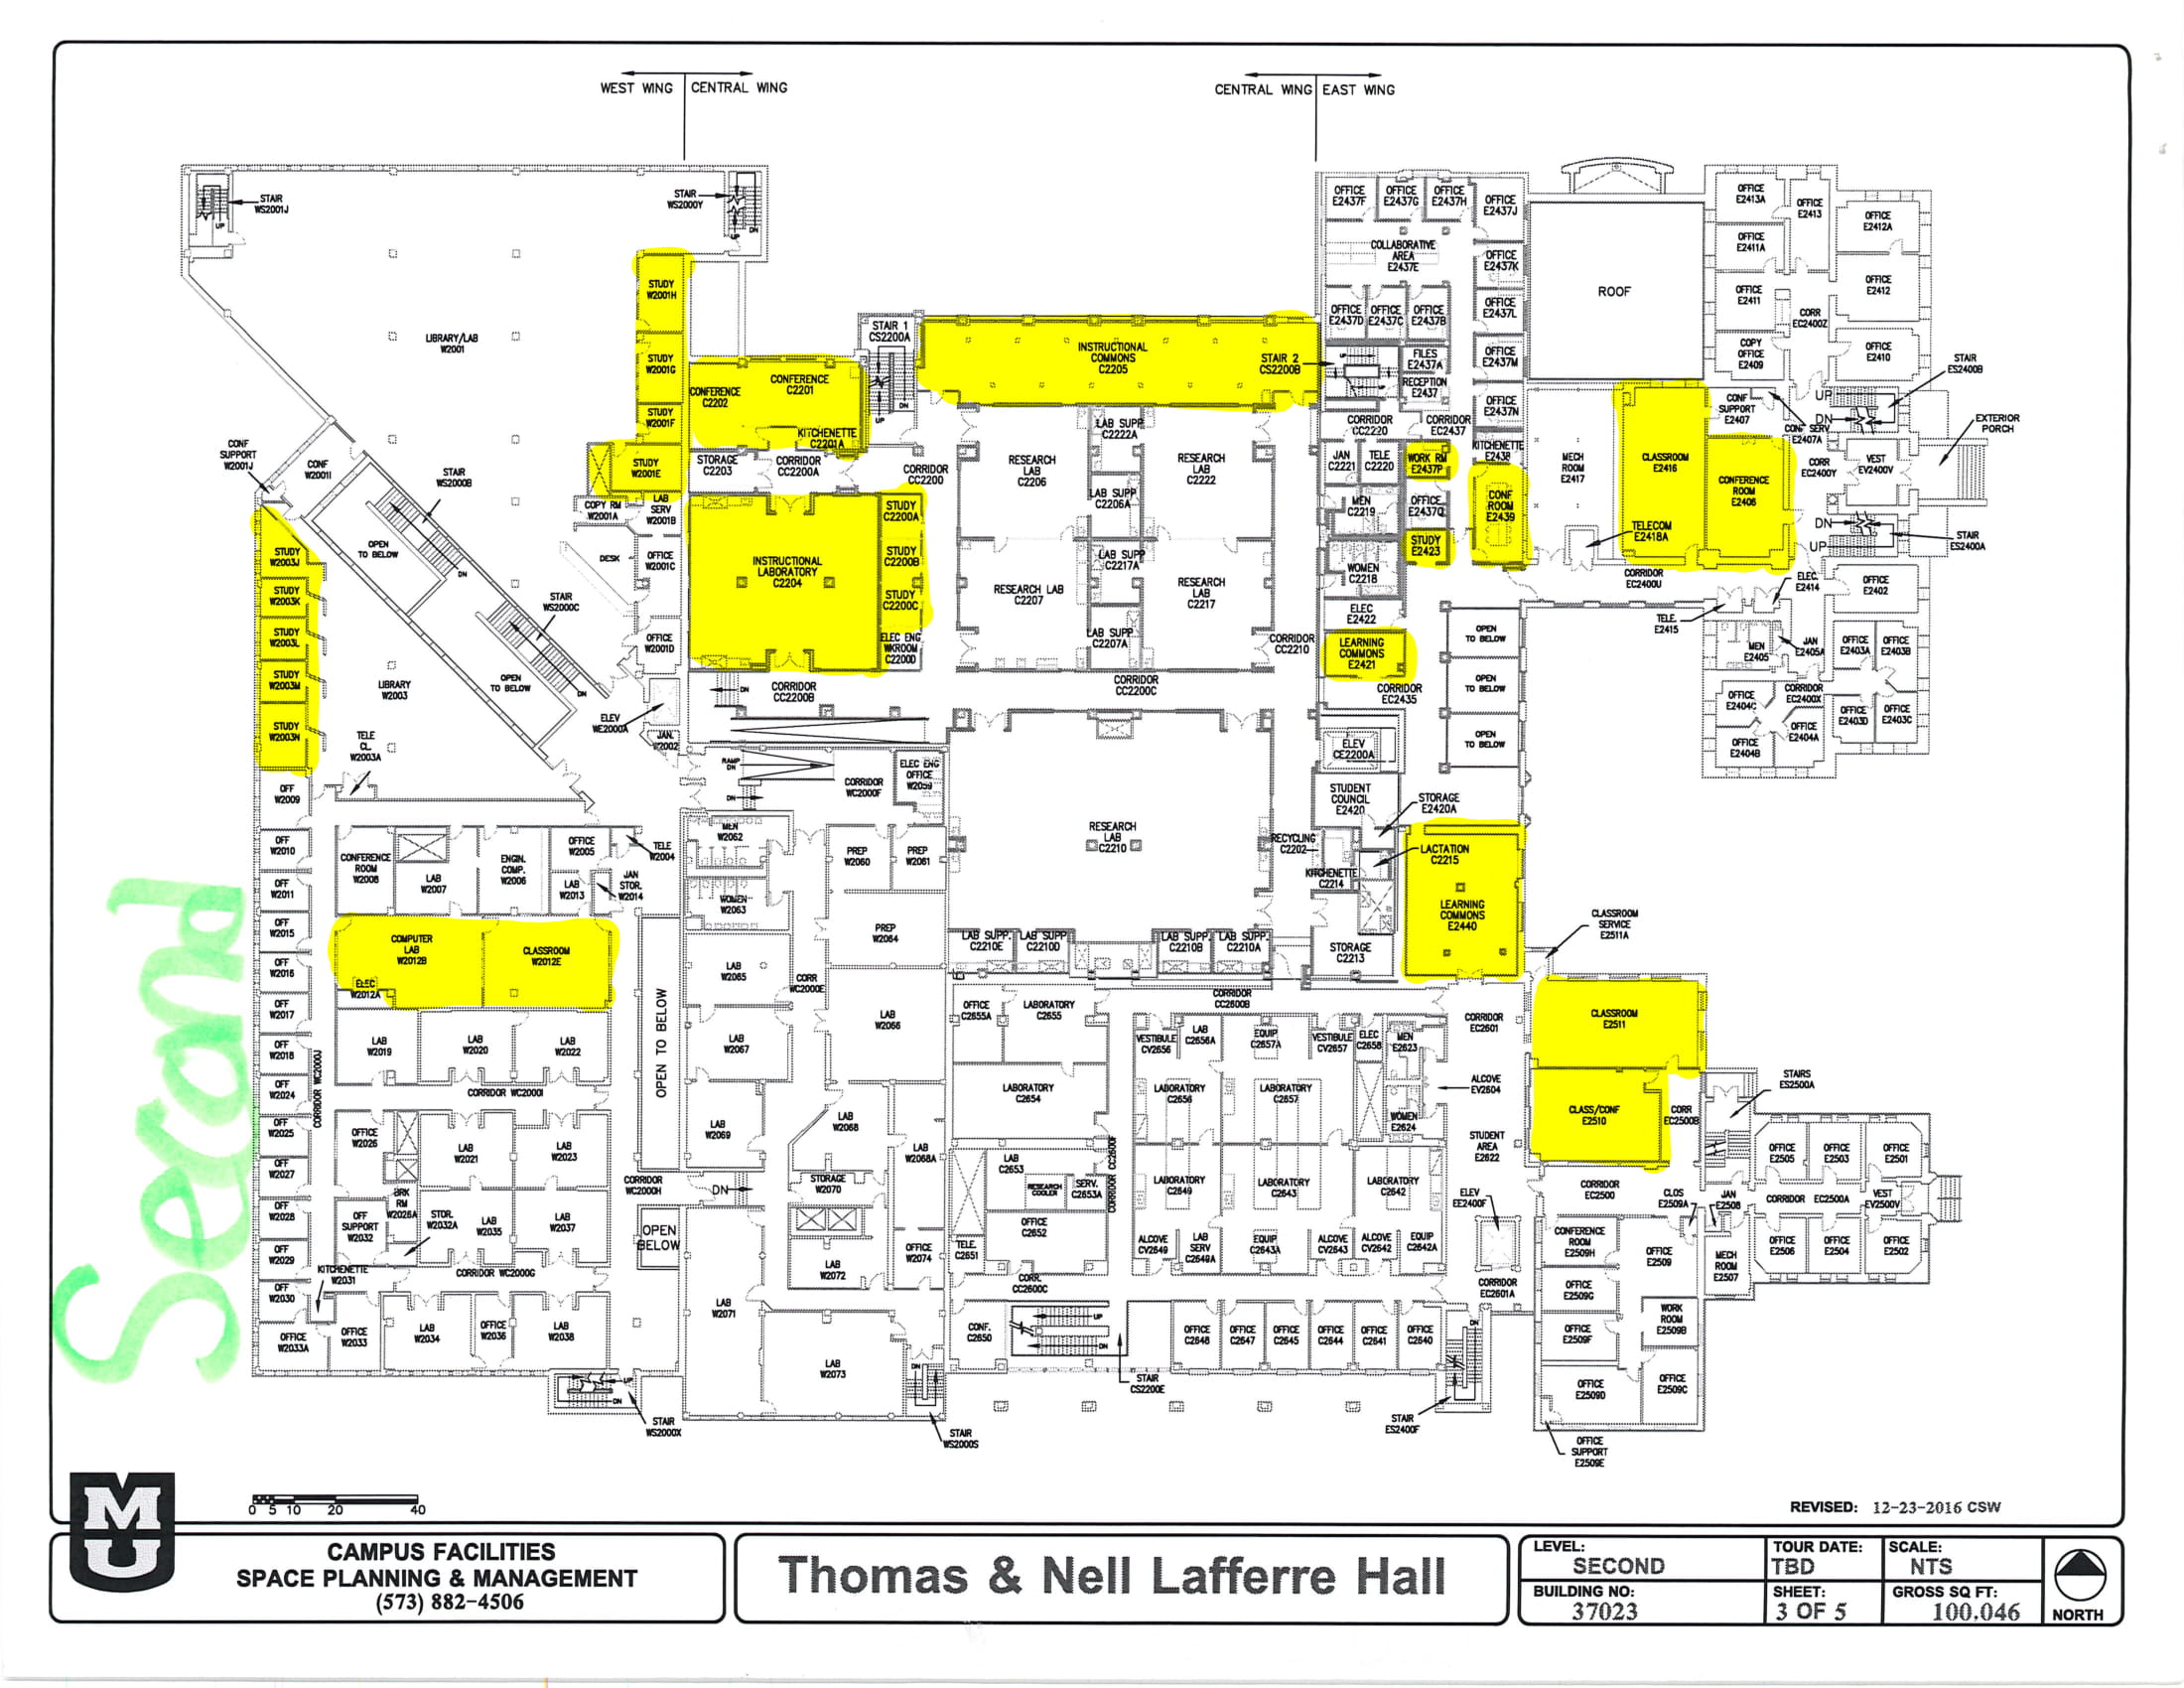 WEST WING
CENTRAL WING
CENTRAL WING
EAST WING
STAIR
WS2001J
UP
STAIR
WS2000Y
UP
DN
LIBRARY/LAB
W2001
STUDY
W2001H
STUDY
W2001G
STUDY
W2001F
STUDY
W2001E
CONF
SUPPORT
W2001J
CONF
W2001I
STAIR
WS2000B
COPY RM
W2001A
LAB
SERV
W2001B
DESK
OFFICE
W2001C
OFFICE
W2001D
OPEN
TO BELOW
DN
STAIR
WS2000C
OPEN
TO BELOW
DN
ELEV
WE2000A
JAN.
W2002
STUDY
W2003J
STUDY
W2003K
STUDY
W2003L
STUDY
W2003M
STUDY
W2003N
LIBRARY
W2003
TELE
CL.
W2003A
CONFERENCE
C2202
CONFERENCE
C2201
KITCHENETTE
C2201A
STAIR 1
CS2200A
DN
UP
STORAGE
C2203
CORRIDOR
CC2200A
CORRIDOR
CC2200
INSTRUCTIONAL
LABORATORY
C2204
STUDY
C2200A
STUDY
C2200B
STUDY
C2200C
ELEC ENG
WKROOM
C2200D
DN
CORRIDOR
CC2200B
INSTRUCTIONAL
COMMONS
C2205
STAIR 2
CS2200B
RESEARCH
LAB
C2206
LAB SUPP
C2222A
LAB SUPP
C2206A
RESEARCH
LAB
C2222
RESEARCH LAB
C2207
LAB SUPP
C2217A
LAB SUPP
C2207A
RESEARCH
LAB
C2217
CORRIDOR
CC2210
CORRIDOR
CC2200C
OFFICE
E2437F
OFFICE
E2437G
OFFICE
E2437H
OFFICE
E2437J
COLLABORATIVE
AREA
E2437E
OFFICE
E2437K
OFFICE
E2437D
OFFICE
E2437C
OFFICE
E2437B
OFFICE
E2437L
FILES
E2437A
RECEPTION
E2437
OFFICE
E2437M
OFFICE
E2437N
CORRIDOR
CC2220
CORRIDOR
EC2437
KITCHENETTE
E2438
JAN
C2221
TELE
C2220
WORK RM
E2437P
MEN
C2219
OFFICE
E2437Q
CONF
ROOM
E2439
STUDY
E2423
WOMEN
C2218
ELEC
E2422
LEARNING
COMMONS
E2421
CORRIDOR
EC2435
OPEN
TO BELOW
OPEN
TO BELOW
OPEN
TO BELOW
ROOF
MECH
ROOM
E2417
CLASSROOM
E2416
TELECOM
E2418A
CONFERENCE
ROOM
E2406
CONF
SUPPORT
E2407
CONF SERV
E2407A
OFFICE
E2413A
OFFICE
E2413
OFFICE
E2412A
OFFICE
E2411A
OFFICE
E2411
OFFICE
E2412
CORR
EC2400Z
COPY
OFFICE
E2409
OFFICE
E2410
STAIR
ES2400B
UP
DN
EXTERIOR
PORCH
CORR
EC2400Y
VEST
EV2400V
DN
UP
STAIR
ES2400A
CORRIDOR
EC2400U
ELEC.
E2414
TELE.
E2415
OFFICE
E2402
MEN
E2405
JAN
E2405A
OFFICE
E2403A
OFFICE
E2403B
OFFICE
E2404C
CORRIDOR
EC2400X
OFFICE
E2404A
OFFICE
E2403D
OFFICE
E2403C
OFFICE
E2404B
OFF
W2009
OFF
W2010
OFF
W2011
OFF
W2015
OFF
W2016
OFF
W2017
OFF
W2018
OFF
W2024
OFF
W2025
OFF
W2027
OFF
W2028
OFF
W2029
OFF
W2030
OFFICE
W2033A
CORRIDOR WC2000J
CONFERENCE
ROOM
W2008
LAB
W2007
ENGIN.
COMP.
W2006
OFFICE
W2005
TELE
W2004
LAB
W2013
JAN
STOR.
W2014
COMPUTER
LAB
W2012B
CLASSROOM
W2012E
ELEC
W2012A
LAB
W2019
LAB
W2020
LAB
W2022
CORRIDOR WC2000I
OFFICE
W2026
LAB
W2021
LAB
W2023
BRK
RM
W2026A
OFF
SUPPORT
W2032
STOR.
W2032A
LAB
W2035
LAB
W2037
KITCHENETTE
W2031
CORRIDOR WC2000G
OFFICE
W2033
LAB
W2034
OFFICE
W2036
LAB
W2038
UP
DN
STAIR
WS2000X
OPEN TO BELOW
CORRIDOR
WC2000H
OPEN
BELOW
RAMP
DN
DN
CORRIDOR
WC2000F
ELEC ENG
OFFICE
W2059
MEN
W2062
WOMEN
W2063
PREP
W2060
PREP
W2061
PREP
W2064
LAB
W2065
CORR
WC2000E
LAB
W2066
LAB
W2067
LAB
W2069
LAB
W2068
LAB
W2068A
DN
STORAGE
W2070
LAB
W2072
OFFICE
W2074
LAB
W2071
LAB
W2073
DN
STAIR
WS2000S
RESEARCH
LAB
C2210
LAB SUPP.
C2210E
LAB SUPP
C2210D
LAB SUPP
C2210B
LAB SUPP.
C2210A
ELEV
CE2200A
STUDENT
COUNCIL
E2420
STORAGE
E2420A
RECYCLING
C2202
LACTATION
C2215
KITCHENETTE
C2214
LEARNING
COMMONS
E2440
STORAGE
C2213
CORRIDOR
CC2600B
OFFICE
C2655A
LABORATORY
C2655
LABORATORY
C2654
LAB
C2653
RESEARCH
COOLER
SERV.
C2653A
OFFICE
C2652
TELE.
C2651
CORRIDOR CC2600F
CORR.
CC2600C
CONF.
C2650
UP
DN
STAIR
CS2200E
VESTIBULE
CV2656
LAB
C2656A
EQUIP
C2657A
VESTIBULE
CV2657
ELEC
C2658
MEN
E2623
LABORATORY
C2656
LABORATORY
C2657
WOMEN
E2624
LABORATORY
C2649
LABORATORY
C2643
LABORATORY
C2642
ALCOVE
CV2649
LAB
SERV
C2649A
EQUIP
C2643A
ALCOVE
CV2643
ALCOVE
CV2642
EQUIP
C2642A
OFFICE
C2648
OFFICE
C2647
OFFICE
C2645
OFFICE
C2644
OFFICE
C2641
OFFICE
C2640
CORRIDOR
EC2601
ALCOVE
EV2604
STUDENT
AREA
E2622
ELEV
EE2400F
CORRIDOR
EC2601A
DN
STAIR
ES2400F
CLASSROOM
SERVICE
E2511A
CLASSROOM
E2511
CLASS/CONF
E2510
CORR
EC2500B
STAIRS
ES2500A
CORRIDOR
EC2500
CLOS
E2509A
JAN
E2508
OFFICE
E2505
OFFICE
E2503
OFFICE
E2501
CORRIDOR EC2500A
VEST
EV2500V
OFFICE
E2506
OFFICE
E2504
OFFICE
E2502
CONFERENCE
ROOM
E2509H
OFFICE
E2509
MECH
ROOM
E2507
OFFICE
E2509G
OFFICE
E2509F
WORK
ROOM
E2509B
OFFICE
E2509D
OFFICE
E2509C
OFFICE
SUPPORT
E2509E
Second
0 5 10 20 40
REVISED: 12-23-2016 CSW
MU
CAMPUS FACILITIES
SPACE PLANNING & MANAGEMENT
(573) 882-4506
Thomas & Nell Lafferre Hall
LEVEL:
SECOND
TOUR DATE:
TBD
SCALE:
NTS
BUILDING NO:
37023
SHEET:
3 OF 5
GROSS SQ FT:
100.046
NORTH